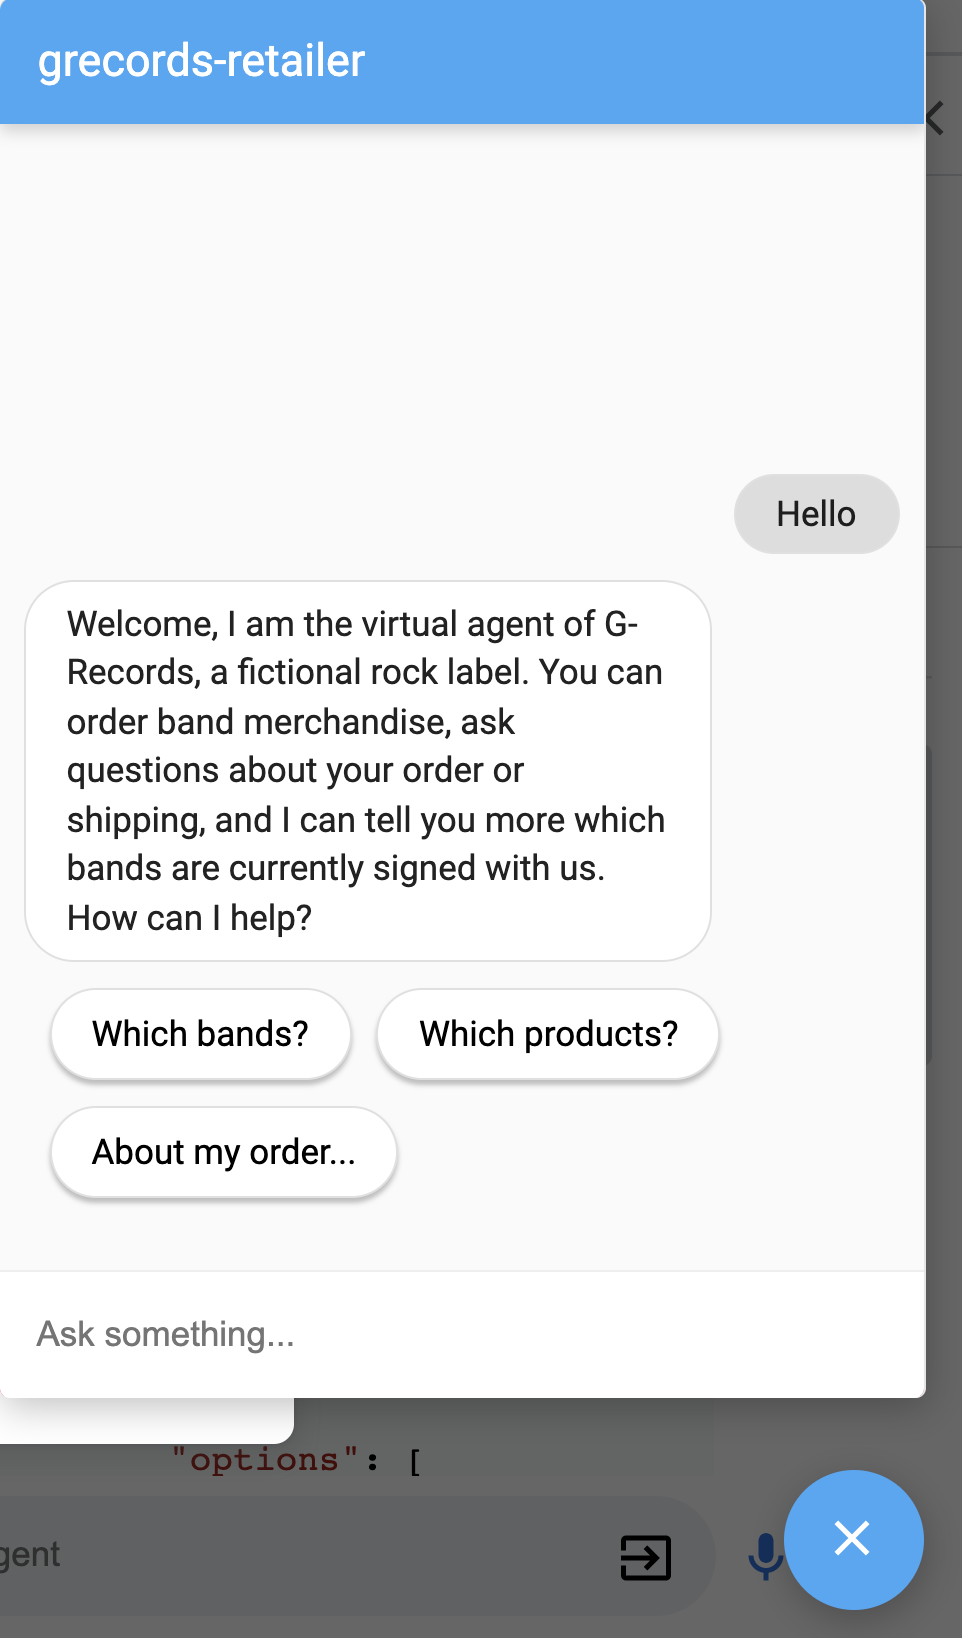 grecords-retailer
Hello
Welcome, I am the virtual agent of G-
Records, a fictional rock label. You can
order band merchandise, ask
questions about your order or
shipping, and I can tell you more which
bands are currently signed with us.
How can I help?
Which bands?
Which products?
About my order...
Ask something...
"options": [
gent